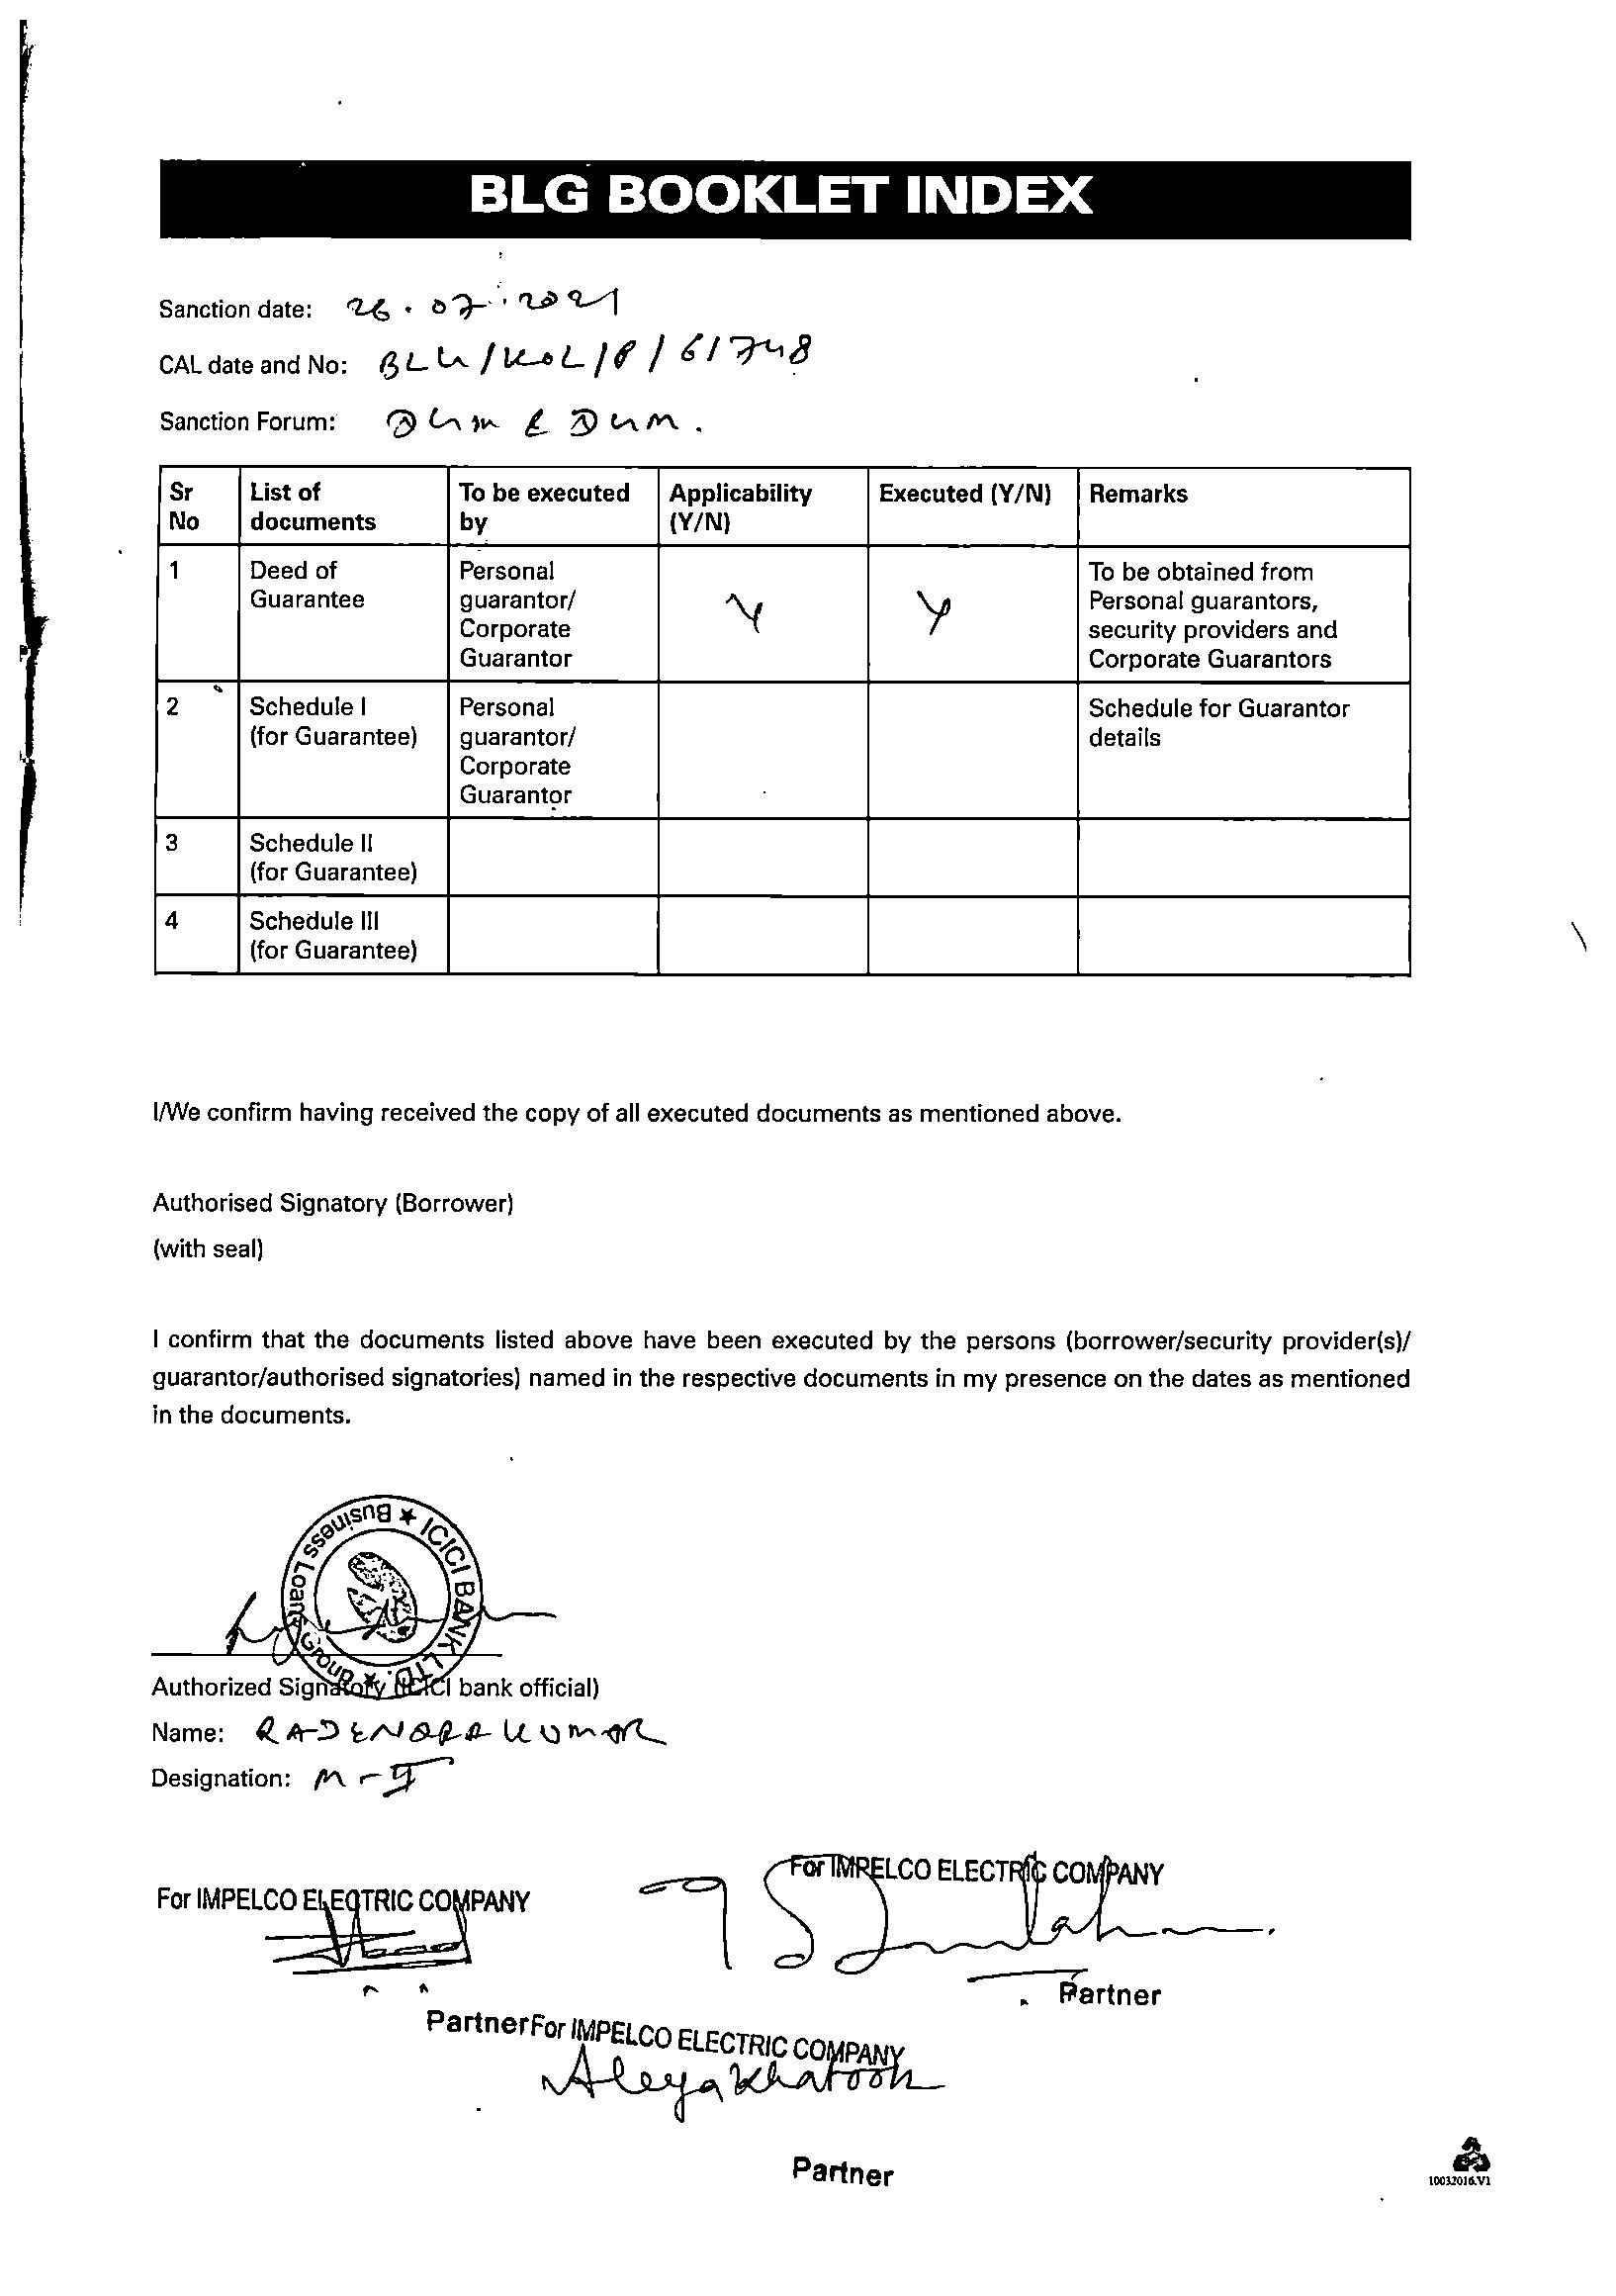 BLG BOOKLET INDEX
Sanction date: 26.07.2021
CAL date and No: BLG/KOL/P/61748
Sanction Forum:
Sr No | List of documents | To be executed by | Applicability (Y/N) | Executed (Y/N) | Remarks
1 | Deed of Guarantee | Personal guarantor/ Corporate Guarantor | Y | Y | To be obtained from Personal guarantors, security providers and Corporate Guarantors
2 | Schedule I (for Guarantee) | Personal guarantor/ Corporate Guarantor | | | Schedule for Guarantor details
3 | Schedule II (for Guarantee)
4 | Schedule III (for Guarantee)
I/We confirm having received the copy of all executed documents as mentioned above.
Authorised Signatory (Borrower)
(with seal)
I confirm that the documents listed above have been executed by the persons (borrower/security provider(s)/
guarantor/authorised signatories) named in the respective documents in my presence on the dates as mentioned
in the documents.
ICICI BANK LTD. ★ Business Loans Group ★
Authorized Signatory (ICICI bank official)
Name: KUMAR
Designation: M-I
For IMPELCO ELECTRIC COMPANY
For IMPELCO ELECTRIC COMPANY
Partner
Partner For IMPELCO ELECTRIC COMPANY
Aleya Khatoon
Partner
10032016.V1